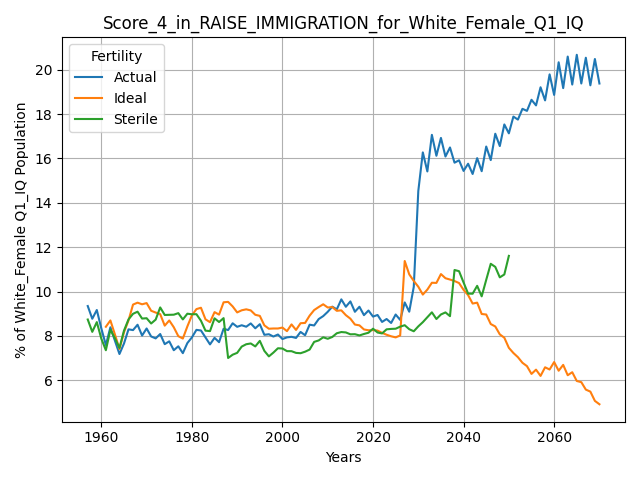 Score_4_in_RAISE_IMMIGRATION_for_White_Female_Q1_IQ
Fertility
Actual
Ideal
Sterile
% of White_Female Q1_IQ Population
20
18
16
14
12
10
8
6
1960
1980
2000
2020
2040
2060
Years